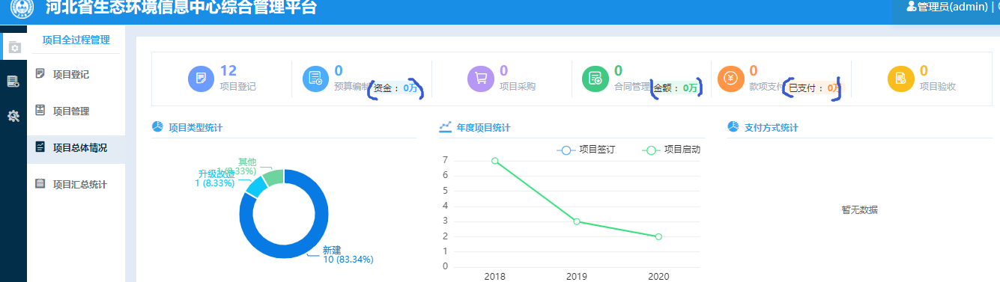 河北省生态环境信息中心综合管理平台
管理员(admin) |
项目全过程管理
项目登记
项目管理
项目总体情况
项目汇总统计
12
项目登记
0
预算编制
资金： 0万
0
项目采购
0
合同管理
金额： 0万
0
款项支付
已支付： 0万
0
项目验收
项目类型统计
其他
1 (8.33%)
升级改造
1 (8.33%)
新建
10 (83.34%)
年度项目统计
项目签订
项目启动
7
6
5
4
3
2
1
0
2018
2019
2020
支付方式统计
暂无数据